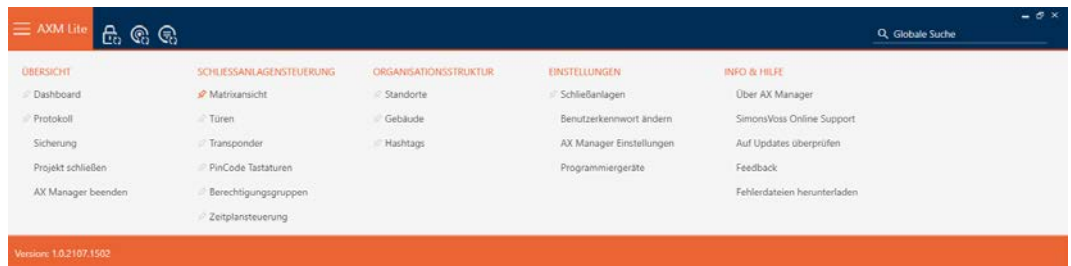 AXM Lite
Globale Suche
ÜBERSICHT
Dashboard
Protokoll
Sicherung
Projekt schließen
AX Manager beenden
SCHLIESSANLAGENSTEUERUNG
Matrixansicht
Türen
Transponder
PinCode Tastaturen
Berechtigungsgruppen
Zeitplansteuerung
ORGANISATIONSSTRUKTUR
Standorte
Gebäude
Hashtags
EINSTELLUNGEN
Schließanlagen
Benutzerkennwort ändern
AX Manager Einstellungen
Programmiergeräte
INFO & HILFE
Über AX Manager
SimonsVoss Online Support
Auf Updates überprüfen
Feedback
Fehlerdateien herunterladen
Version: 1.0.2107.1502